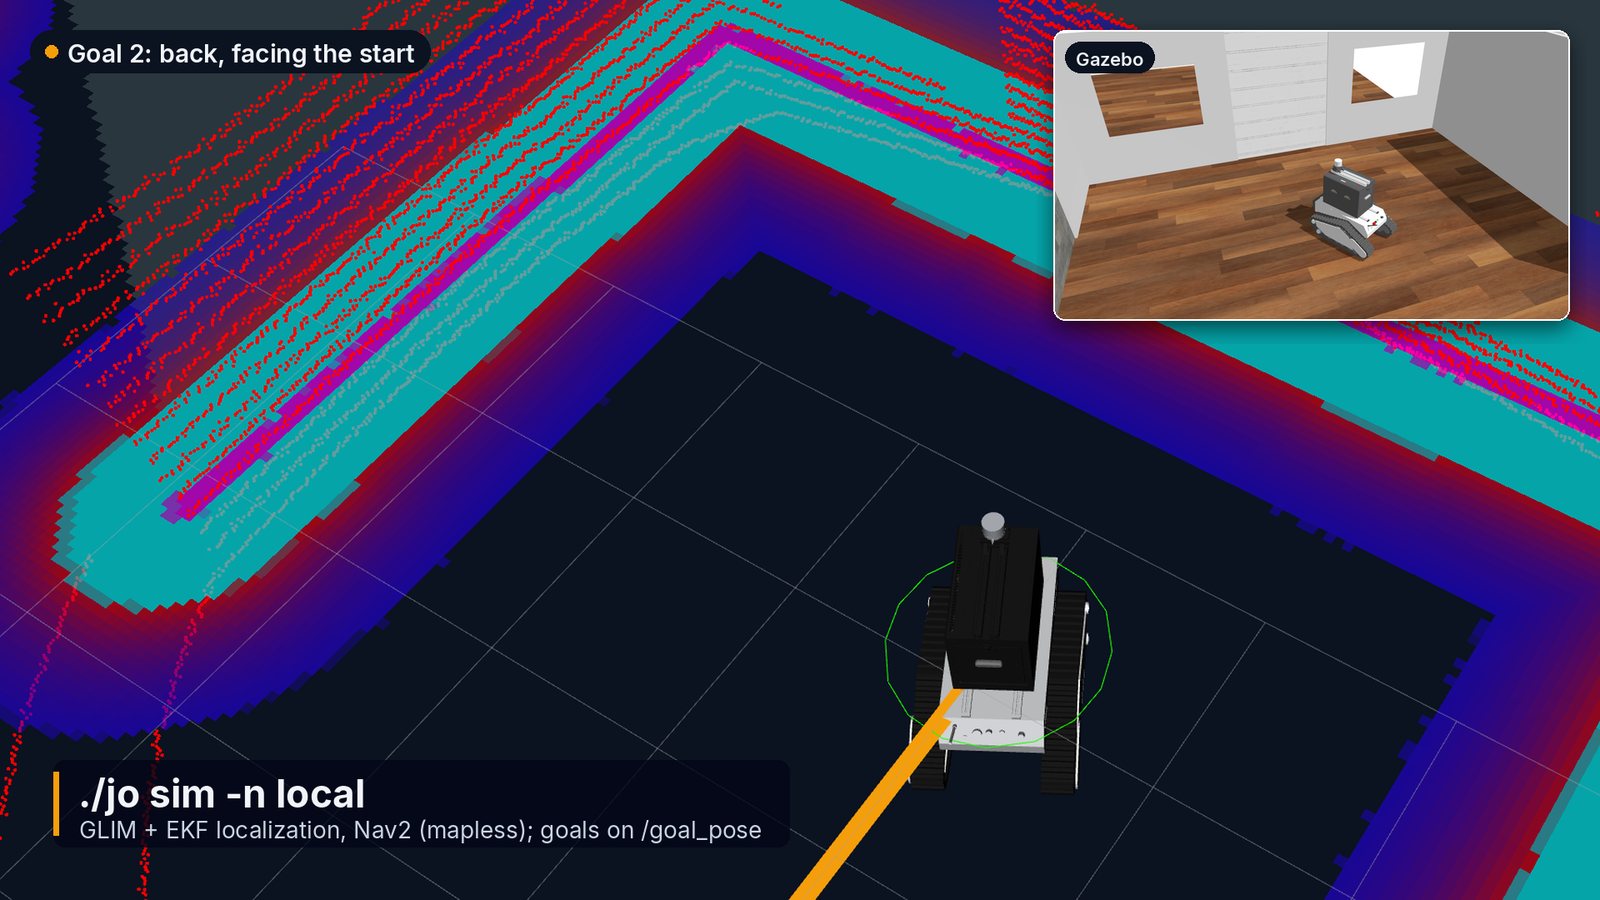 Goal 2: back, facing the start
Gazebo
./jo sim -n local
GLIM + EKF localization, Nav2 (mapless); goals on /goal_pose